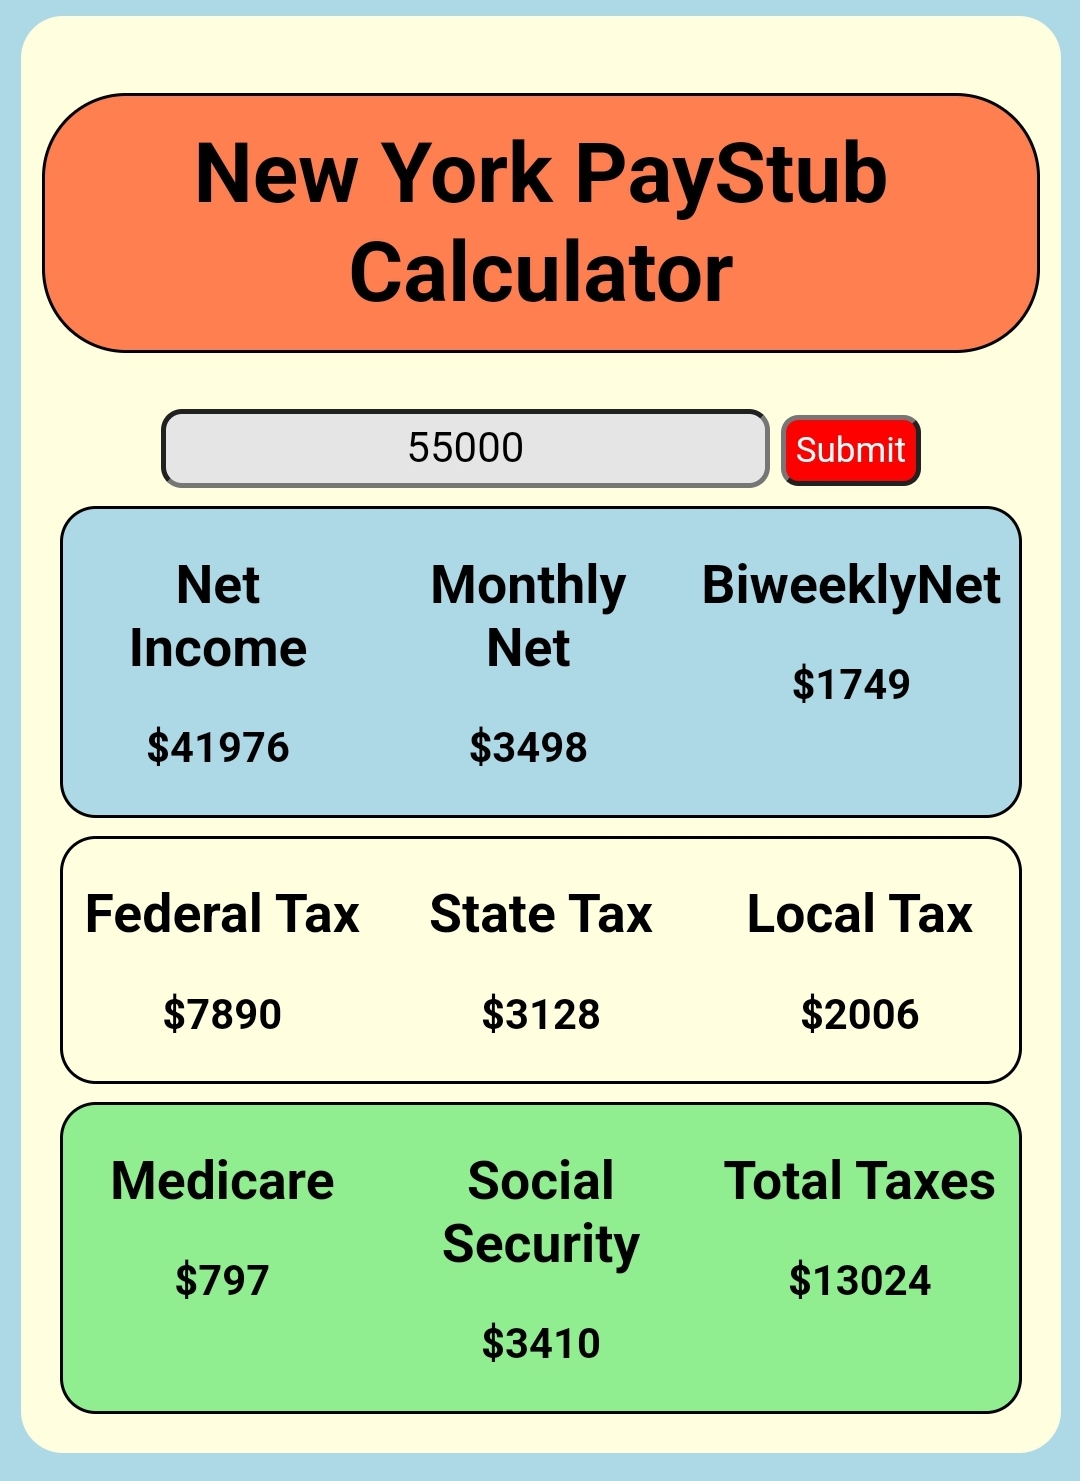 New York PayStub
Calculator
55000
Submit
Net
Income
$41976
Monthly
Net
$3498
BiweeklyNet
$1749
Federal Tax
$7890
State Tax
$3128
Local Tax
$2006
Medicare
$797
Social
Security
$3410
Total Taxes
$13024